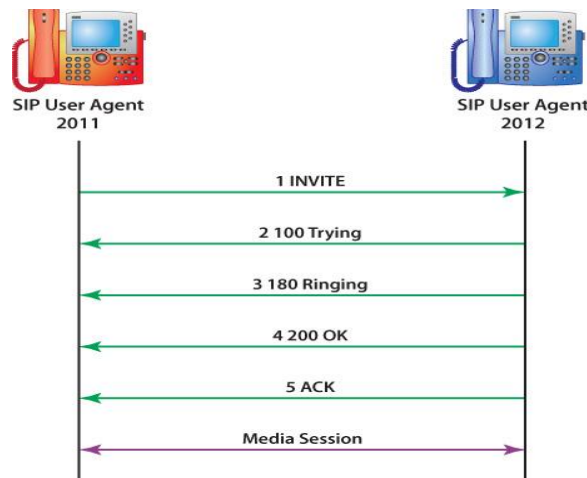 SIP User Agent
2011
SIP User Agent
2012
1 INVITE
2 100 Trying
3 180 Ringing
4 200 OK
5 ACK
Media Session